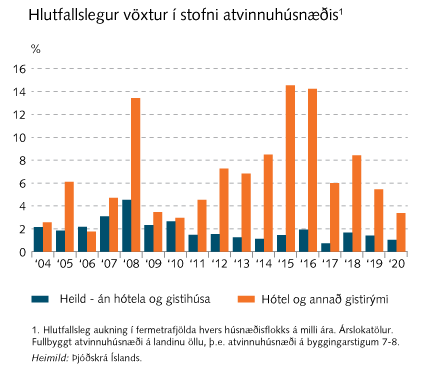 Hlutfallslegur vöxtur í stofni atvinnuhúsnæðis¹
%
16
14
12
10
8
6
4
2
0
‘04 ‘05 ‘06 ‘07 ‘08 ‘09 ‘10 ‘11 ‘12 ‘13 ‘14 ‘15 ‘16 ‘17 ‘18 ‘19 ‘20
Heild - án hótela og gistihúsa Hótel og annað gistirými
1. Hlutfallsleg aukning í fermetrafjölda hvers húsnæðisflokks á milli ára. Árslokatölur.
Fullbyggt atvinnuhúsnæði á landinu öllu, þ.e. atvinnuhúsnæði á byggingarstigum 7-8.
Heimild: Þjóðskrá Íslands.